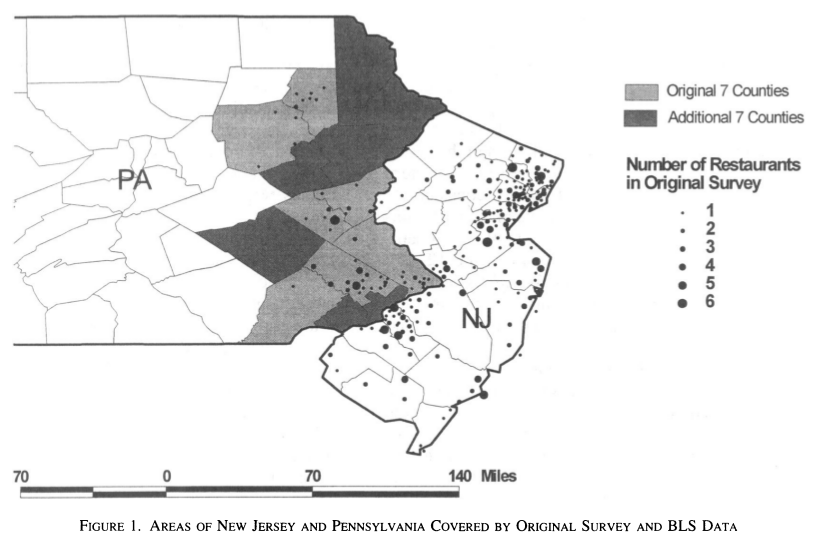 Original 7 Counties
Additional 7 Counties
PA
Number of Restaurants
in Original Survey
1
2
3
4
5
6
NJ
70 0 70 140 Miles
FIGURE 1. AREAS OF NEW JERSEY AND PENNSYLVANIA COVERED BY ORIGINAL SURVEY AND BLS DATA